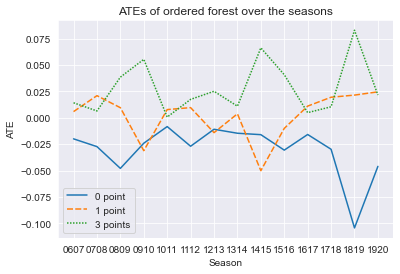 ATEs of ordered forest over the seasons
0.075
0.050
0.025
0.000
−0.025
−0.050
−0.075
−0.100
ATE
0 point
1 point
3 points
0607 0708 0809 0910 1011 1112 1213 1314 1415 1516 1617 1718 1819 1920
Season